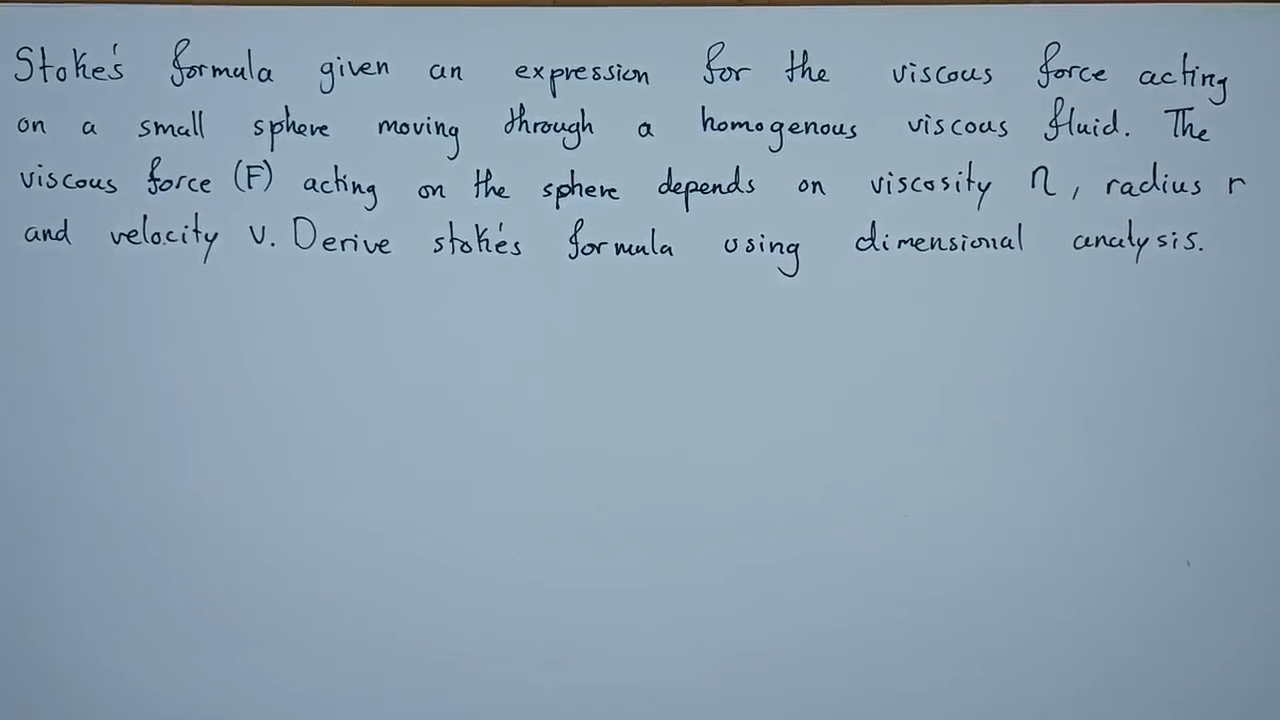 Stoke's formula given an expression for the viscous force acting
on a small sphere moving through a homogenous viscous fluid. The
viscous force (F) acting on the sphere depends on viscosity η, radius r
and velocity v. Derive stoke's formula using dimensional analysis.